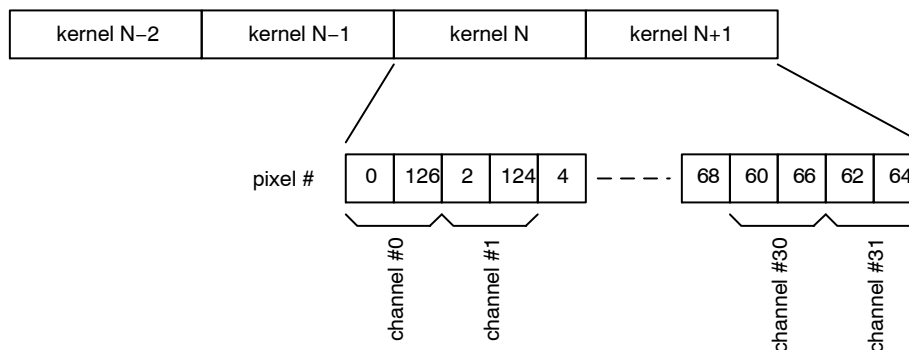 kernel N−2 kernel N−1 kernel N kernel N+1
pixel # 0 126 2 124 4 68 60 66 62 64
channel #0
channel #1
channel #30
channel #31